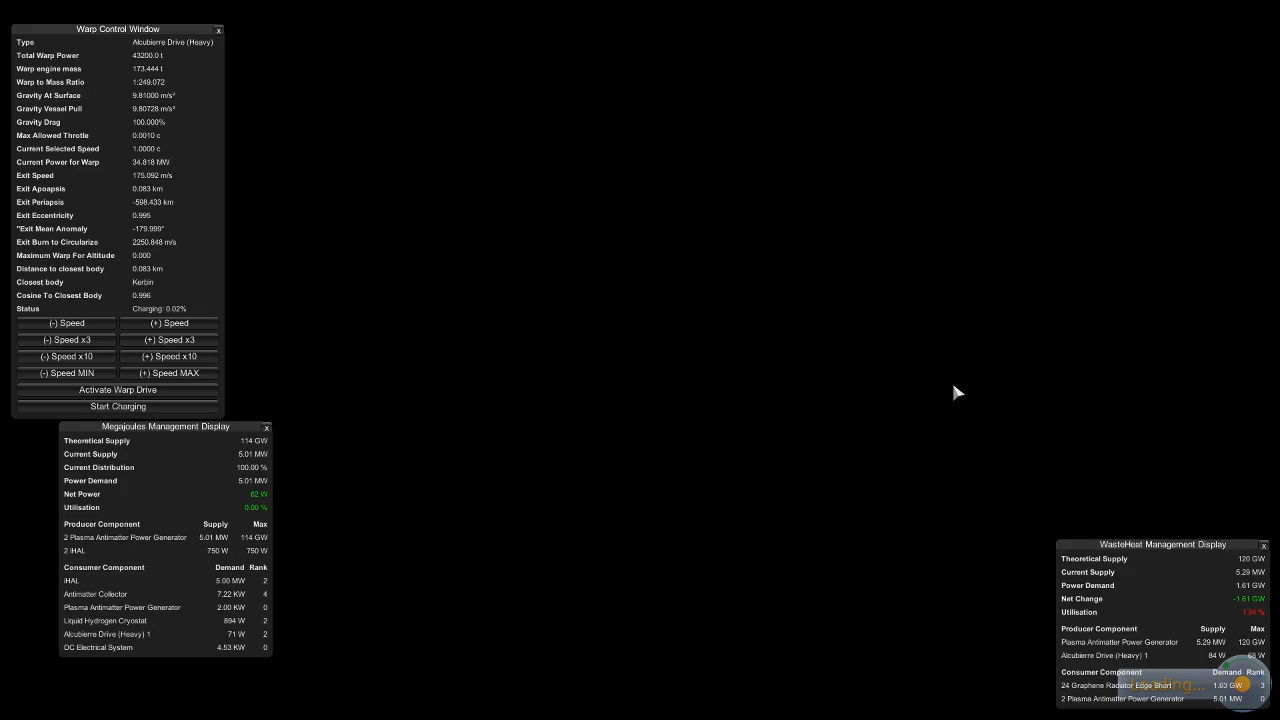 Warp Control Window x
Type Alcubierre Drive (Heavy)
Total Warp Power 43200.0 t
Warp engine mass 173.444 t
Warp to Mass Ratio 1:249.072
Gravity At Surface 9.81000 m/s²
Gravity Vessel Pull 9.80728 m/s²
Gravity Drag 100.000%
Max Allowed Throtle 0.0010 c
Current Selected Speed 1.0000 c
Current Power for Warp 34.818 MW
Exit Speed 175.092 m/s
Exit Apoapsis 0.083 km
Exit Periapsis -598.433 km
Exit Eccentricity 0.995
"Exit Mean Anomaly -179.999°
Exit Burn to Circularize 2250.848 m/s
Maximum Warp For Altitude 0.000
Distance to closest body 0.083 km
Closest body Kerbin
Cosine To Closest Body 0.996
Status Charging: 0.02%
(-) Speed (+) Speed
(-) Speed x3 (+) Speed x3
(-) Speed x10 (+) Speed x10
(-) Speed MIN (+) Speed MAX
Activate Warp Drive
Start Charging
Megajoules Management Display x
Theoretical Supply 114 GW
Current Supply 5.01 MW
Current Distribution 100.00 %
Power Demand 5.01 MW
Net Power 62 W
Utilisation 0.00 %
Producer Component Supply Max
2 Plasma Antimatter Power Generator 5.01 MW 114 GW
2 iHAL 750 W 750 W
Consumer Component Demand Rank
iHAL 5.00 MW 2
Antimatter Collector 7.22 KW 4
Plasma Antimatter Power Generator 2.00 KW 0
Liquid Hydrogen Cryostat 894 W 2
Alcubierre Drive (Heavy) 1 71 W 2
DC Electrical System 4.53 KW 0
WasteHeat Management Display x
Theoretical Supply 120 GW
Current Supply 5.29 MW
Power Demand 1.61 GW
Net Change -1.61 GW
Utilisation 1.34 %
Producer Component Supply Max
Plasma Antimatter Power Generator 5.29 MW 120 GW
Alcubierre Drive (Heavy) 1 84 W 68 W
Consumer Component Demand Rank
24 Graphene Radiator Edge Short 1.63 GW 3
2 Plasma Antimatter Power Generator 5.01 MW 0
Loading...